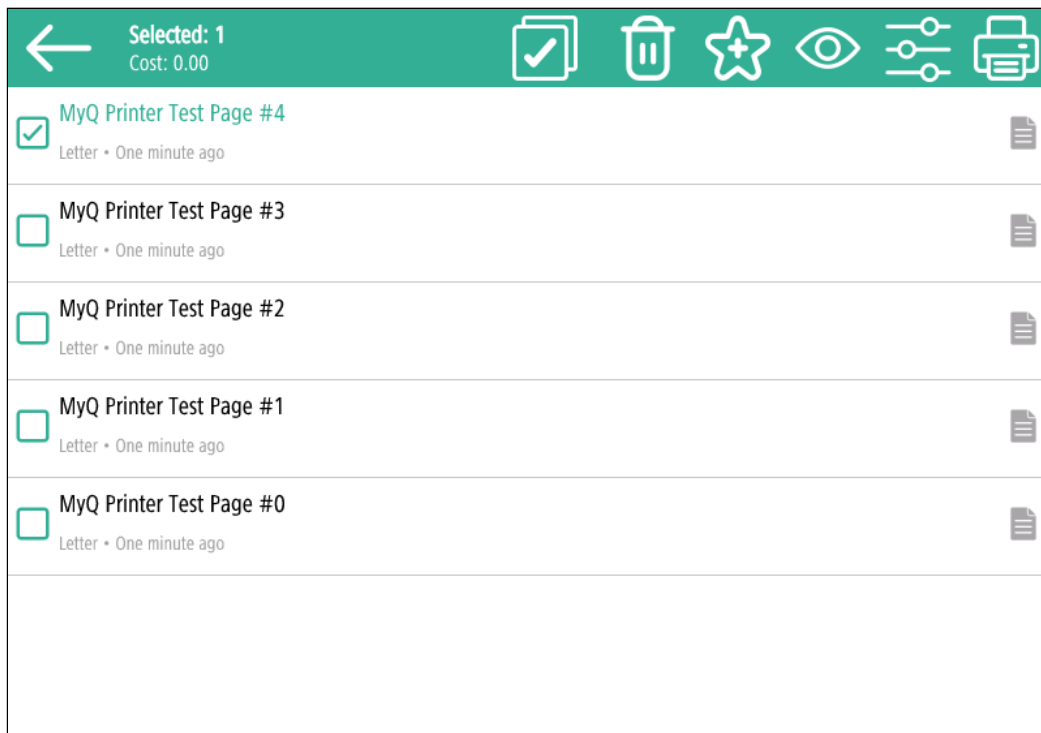 Selected: 1
Cost: 0.00
MyQ Printer Test Page #4
Letter • One minute ago
MyQ Printer Test Page #3
Letter • One minute ago
MyQ Printer Test Page #2
Letter • One minute ago
MyQ Printer Test Page #1
Letter • One minute ago
MyQ Printer Test Page #0
Letter • One minute ago